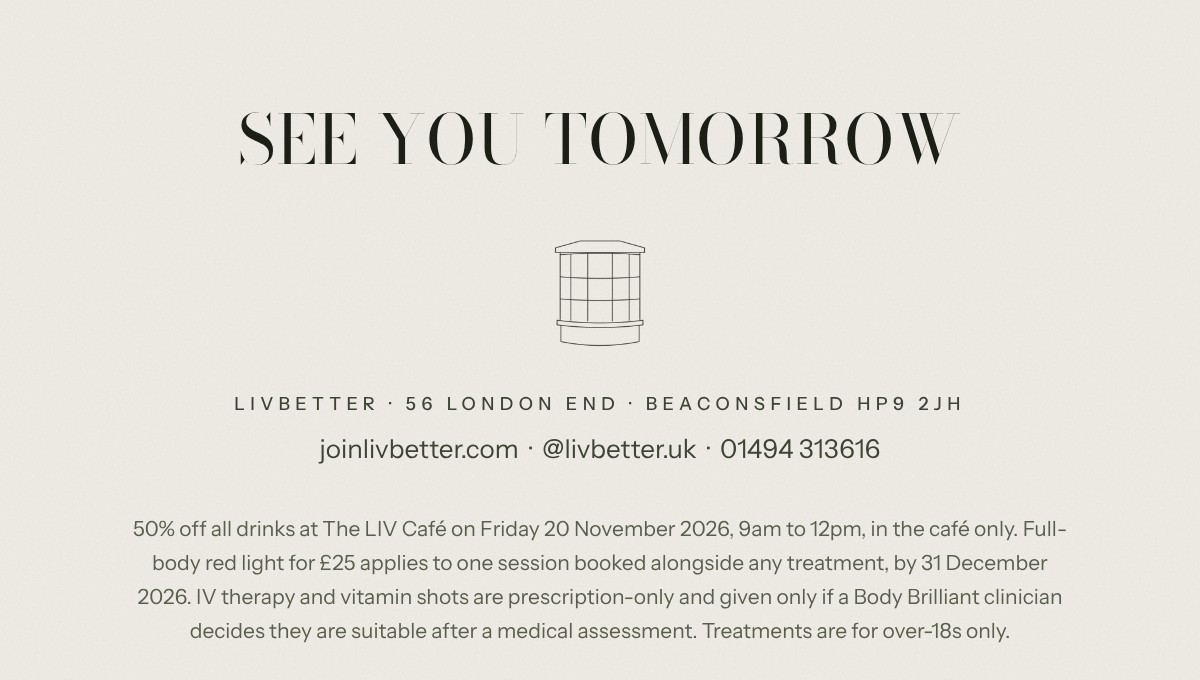 SEE YOU TOMORROW
LIVBETTER · 56 LONDON END · BEACONSFIELD HP9 2JH
joinlivbetter.com · @livbetter.uk · 01494 313616
50% off all drinks at The LIV Café on Friday 20 November 2026, 9am to 12pm, in the café only. Full-
body red light for £25 applies to one session booked alongside any treatment, by 31 December
2026. IV therapy and vitamin shots are prescription-only and given only if a Body Brilliant clinician
decides they are suitable after a medical assessment. Treatments are for over-18s only.